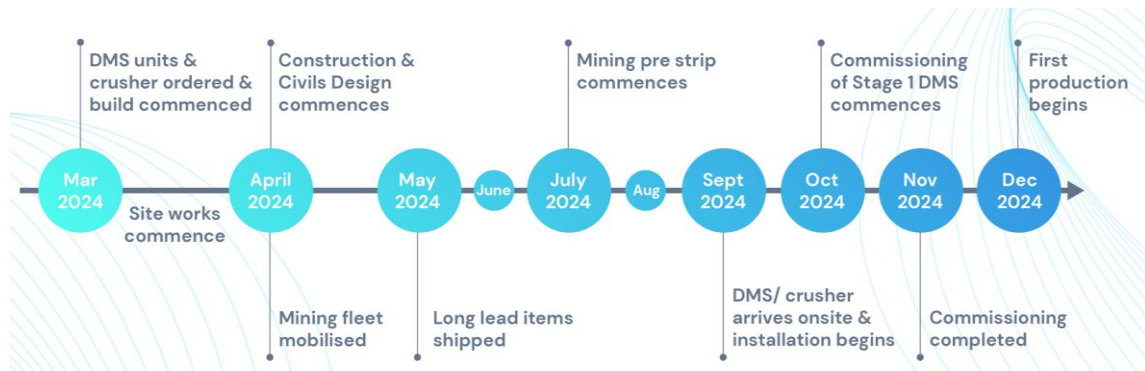 DMS units &
crusher ordered &
build commenced
Construction &
Civils Design
commences
Mining pre strip
commences
Commissioning
of Stage 1 DMS
commences
First
production
begins
Mar
2024
Site works
commence
April
2024
May
2024
June
July
2024
Aug
Sept
2024
Oct
2024
Nov
2024
Dec
2024
Mining fleet
mobilised
Long lead items
shipped
DMS/ crusher
arrives onsite &
installation begins
Commissioning
completed